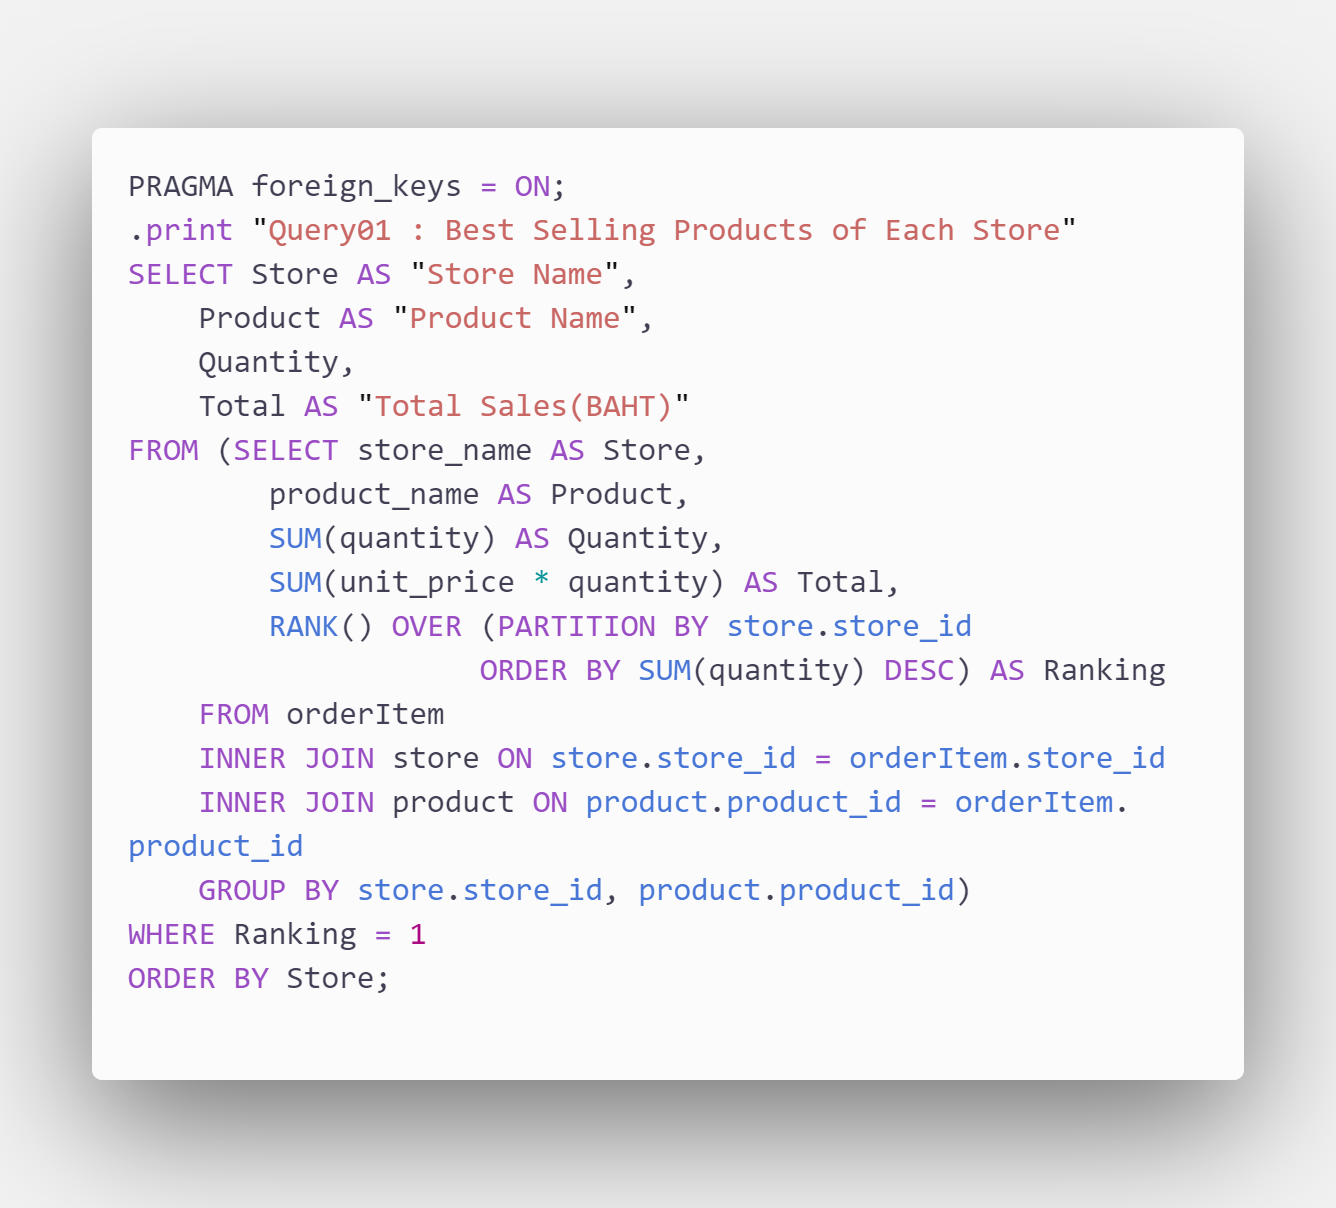 PRAGMA foreign_keys = ON;
.print "Query01 : Best Selling Products of Each Store"
SELECT Store AS "Store Name",
    Product AS "Product Name",
    Quantity,
    Total AS "Total Sales(BAHT)"
FROM (SELECT store_name AS Store,
        product_name AS Product,
        SUM(quantity) AS Quantity,
        SUM(unit_price * quantity) AS Total,
        RANK() OVER (PARTITION BY store.store_id
                    ORDER BY SUM(quantity) DESC) AS Ranking
    FROM orderItem
    INNER JOIN store ON store.store_id = orderItem.store_id
    INNER JOIN product ON product.product_id = orderItem.
product_id
    GROUP BY store.store_id, product.product_id)
WHERE Ranking = 1
ORDER BY Store;